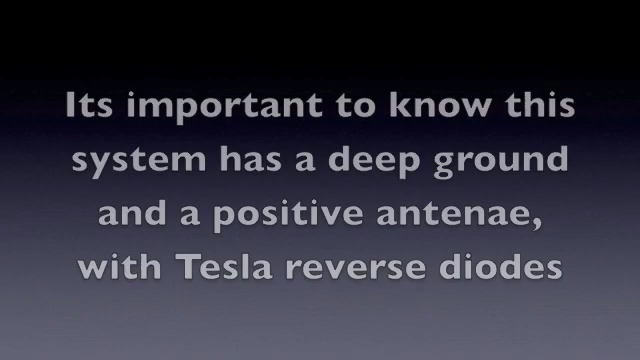 Its important to know this
system has a deep ground
and a positive antenae,
with Tesla reverse diodes